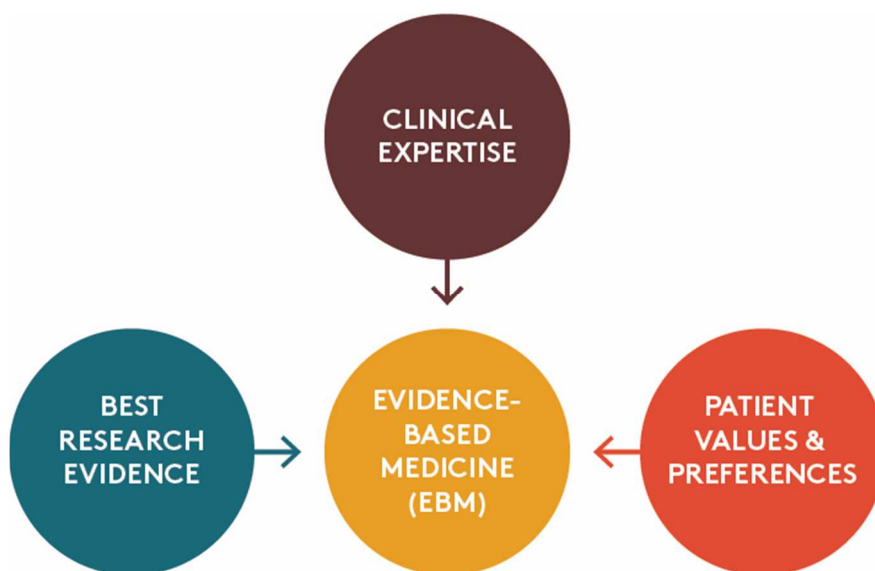 CLINICAL
EXPERTISE
BEST
RESEARCH
EVIDENCE
EVIDENCE-
BASED
MEDICINE
(EBM)
PATIENT
VALUES &
PREFERENCES